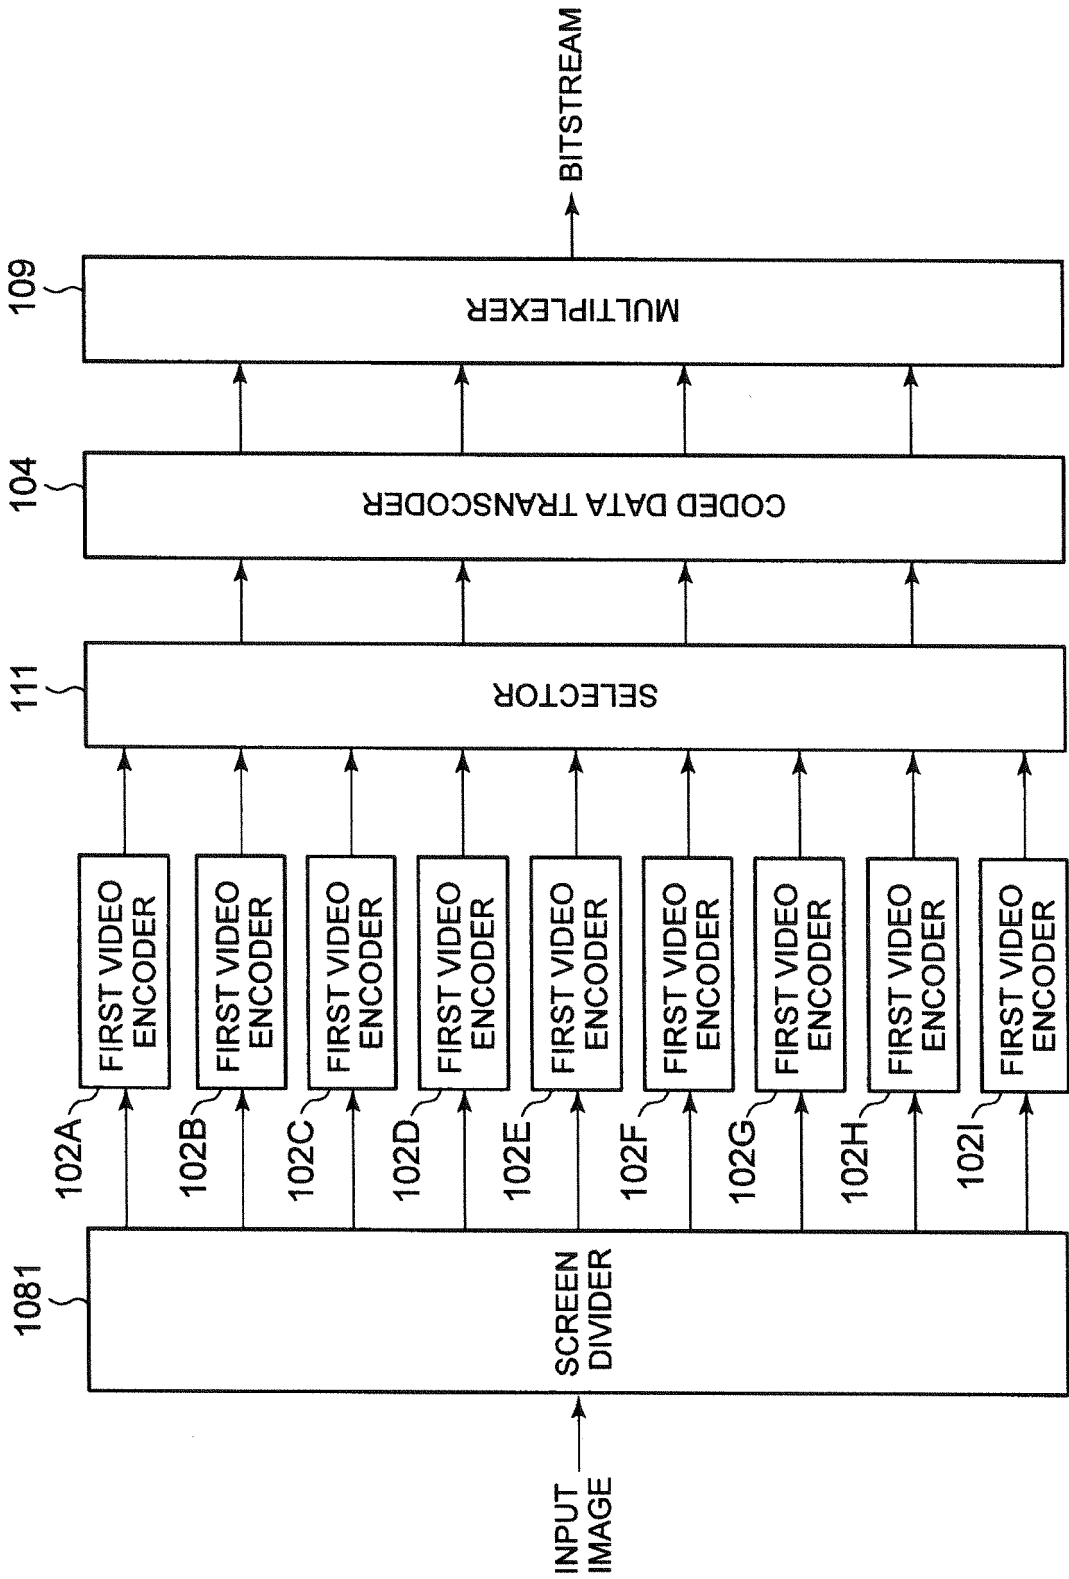 INPUT
IMAGE
1081
SCREEN
DIVIDER
102A
FIRST VIDEO
ENCODER
102B
FIRST VIDEO
ENCODER
102C
FIRST VIDEO
ENCODER
102D
FIRST VIDEO
ENCODER
102E
FIRST VIDEO
ENCODER
102F
FIRST VIDEO
ENCODER
102G
FIRST VIDEO
ENCODER
102H
FIRST VIDEO
ENCODER
102I
FIRST VIDEO
ENCODER
111
SELECTOR
104
CODED DATA TRANSCODER
109
MULTIPLEXER
BITSTREAM